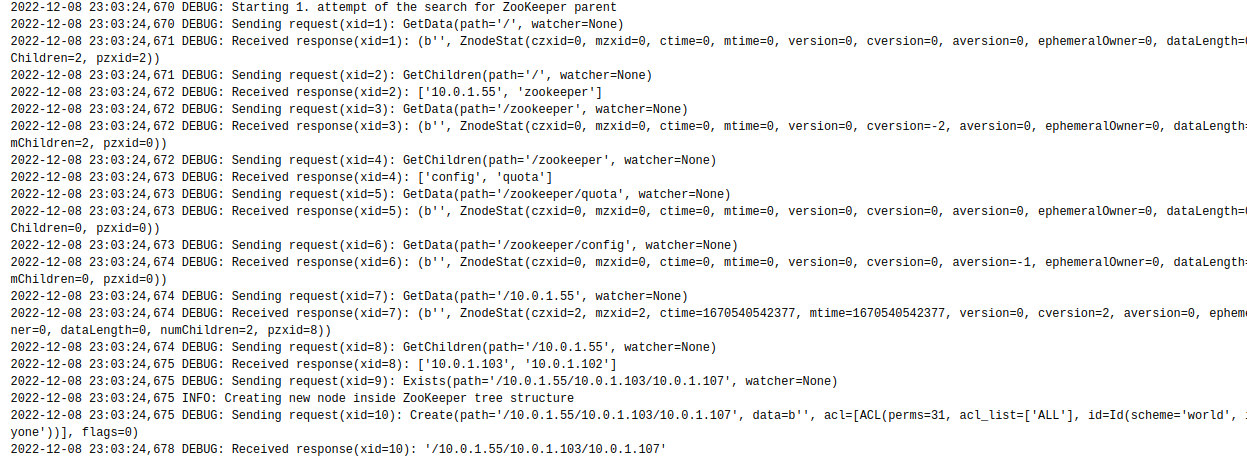 2022-12-08 23:03:24,670 DEBUG: Starting 1. attempt of the search for ZooKeeper parent
2022-12-08 23:03:24,670 DEBUG: Sending request(xid=1): GetData(path='/', watcher=None)
2022-12-08 23:03:24,671 DEBUG: Received response(xid=1): (b'', ZnodeStat(czxid=0, mzxid=0, ctime=0, mtime=0, version=0, cversion=0, aversion=0, ephemeralOwner=0, dataLength=0
Children=2, pzxid=2))
2022-12-08 23:03:24,671 DEBUG: Sending request(xid=2): GetChildren(path='/', watcher=None)
2022-12-08 23:03:24,672 DEBUG: Received response(xid=2): ['10.0.1.55', 'zookeeper']
2022-12-08 23:03:24,672 DEBUG: Sending request(xid=3): GetData(path='/zookeeper', watcher=None)
2022-12-08 23:03:24,672 DEBUG: Received response(xid=3): (b'', ZnodeStat(czxid=0, mzxid=0, ctime=0, mtime=0, version=0, cversion=-2, aversion=0, ephemeralOwner=0, dataLength=
mChildren=2, pzxid=0))
2022-12-08 23:03:24,672 DEBUG: Sending request(xid=4): GetChildren(path='/zookeeper', watcher=None)
2022-12-08 23:03:24,673 DEBUG: Received response(xid=4): ['config', 'quota']
2022-12-08 23:03:24,673 DEBUG: Sending request(xid=5): GetData(path='/zookeeper/quota', watcher=None)
2022-12-08 23:03:24,673 DEBUG: Received response(xid=5): (b'', ZnodeStat(czxid=0, mzxid=0, ctime=0, mtime=0, version=0, cversion=0, aversion=0, ephemeralOwner=0, dataLength=0
Children=0, pzxid=0))
2022-12-08 23:03:24,673 DEBUG: Sending request(xid=6): GetData(path='/zookeeper/config', watcher=None)
2022-12-08 23:03:24,674 DEBUG: Received response(xid=6): (b'', ZnodeStat(czxid=0, mzxid=0, ctime=0, mtime=0, version=0, cversion=0, aversion=-1, ephemeralOwner=0, dataLength=
mChildren=0, pzxid=0))
2022-12-08 23:03:24,674 DEBUG: Sending request(xid=7): GetData(path='/10.0.1.55', watcher=None)
2022-12-08 23:03:24,674 DEBUG: Received response(xid=7): (b'', ZnodeStat(czxid=2, mzxid=2, ctime=1670540542377, mtime=1670540542377, version=0, cversion=2, aversion=0, epheme
ner=0, dataLength=0, numChildren=2, pzxid=8))
2022-12-08 23:03:24,674 DEBUG: Sending request(xid=8): GetChildren(path='/10.0.1.55', watcher=None)
2022-12-08 23:03:24,675 DEBUG: Received response(xid=8): ['10.0.1.103', '10.0.1.102']
2022-12-08 23:03:24,675 DEBUG: Sending request(xid=9): Exists(path='/10.0.1.55/10.0.1.103/10.0.1.107', watcher=None)
2022-12-08 23:03:24,675 INFO: Creating new node inside ZooKeeper tree structure
2022-12-08 23:03:24,675 DEBUG: Sending request(xid=10): Create(path='/10.0.1.55/10.0.1.103/10.0.1.107', data=b'', acl=[ACL(perms=31, acl_list=['ALL'], id=Id(scheme='world',
yone'))], flags=0)
2022-12-08 23:03:24,678 DEBUG: Received response(xid=10): '/10.0.1.55/10.0.1.103/10.0.1.107'